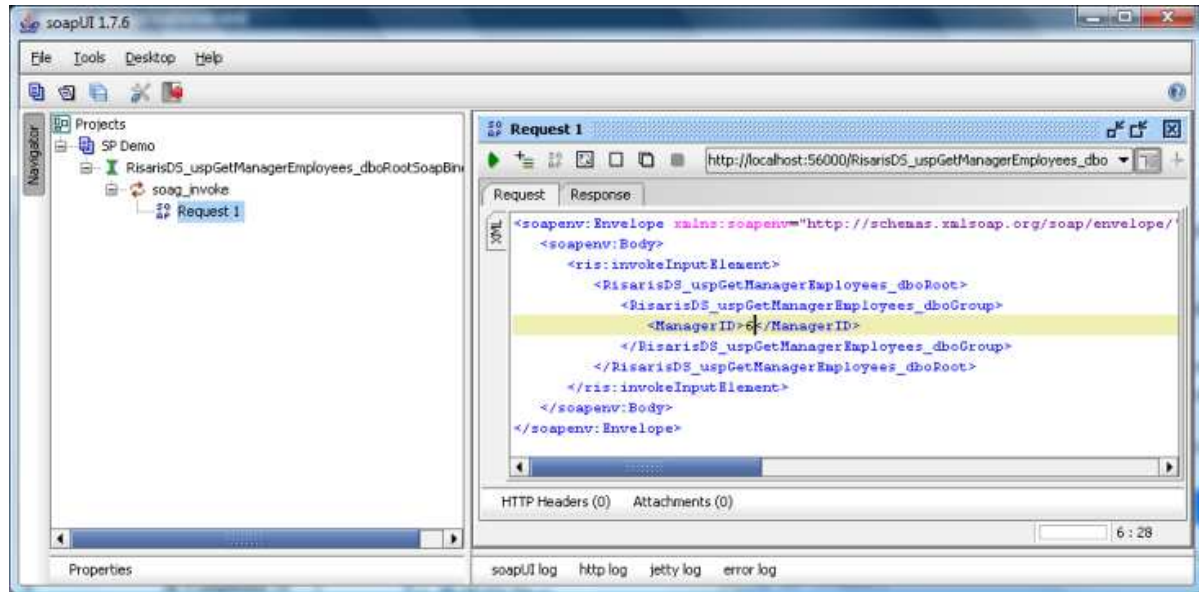 soapUI 1.7.6
File Tools Desktop Help
Navigator
Projects
SP Demo
RisarisDS_uspGetManagerEmployees_dboRootSoapBin
soag_invoke
Request 1
Request 1
http://localhost:56000/RisarisDS_uspGetManagerEmployees_dbo
Request Response
XML
<soapenv:Envelope xmlns:soapenv="http://schemas.xmlsoap.org/soap/envelope/"
<soapenv:Body>
<ris:invokeInputElement>
<RisarisDS_uspGetManagerEmployees_dboRoot>
<RisarisDS_uspGetManagerEmployees_dboGroup>
<ManagerID>6</ManagerID>
</RisarisDS_uspGetManagerEmployees_dboGroup>
</RisarisDS_uspGetManagerEmployees_dboRoot>
</ris:invokeInputElement>
</soapenv:Body>
</soapenv:Envelope>
HTTP Headers (0) Attachments (0)
6 : 28
Properties
soapUI log http log jetty log error log